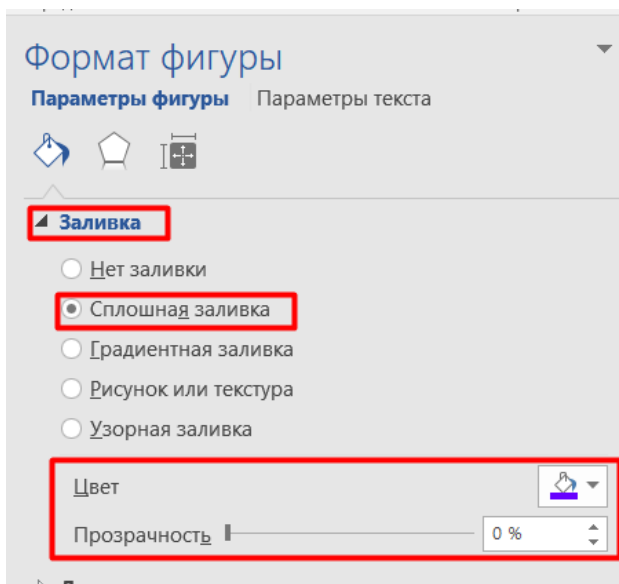 Формат фигуры
Параметры фигуры Параметры текста
Заливка
Нет заливки
Сплошная заливка
Градиентная заливка
Рисунок или текстура
Узорная заливка
Цвет
Прозрачность 0 %